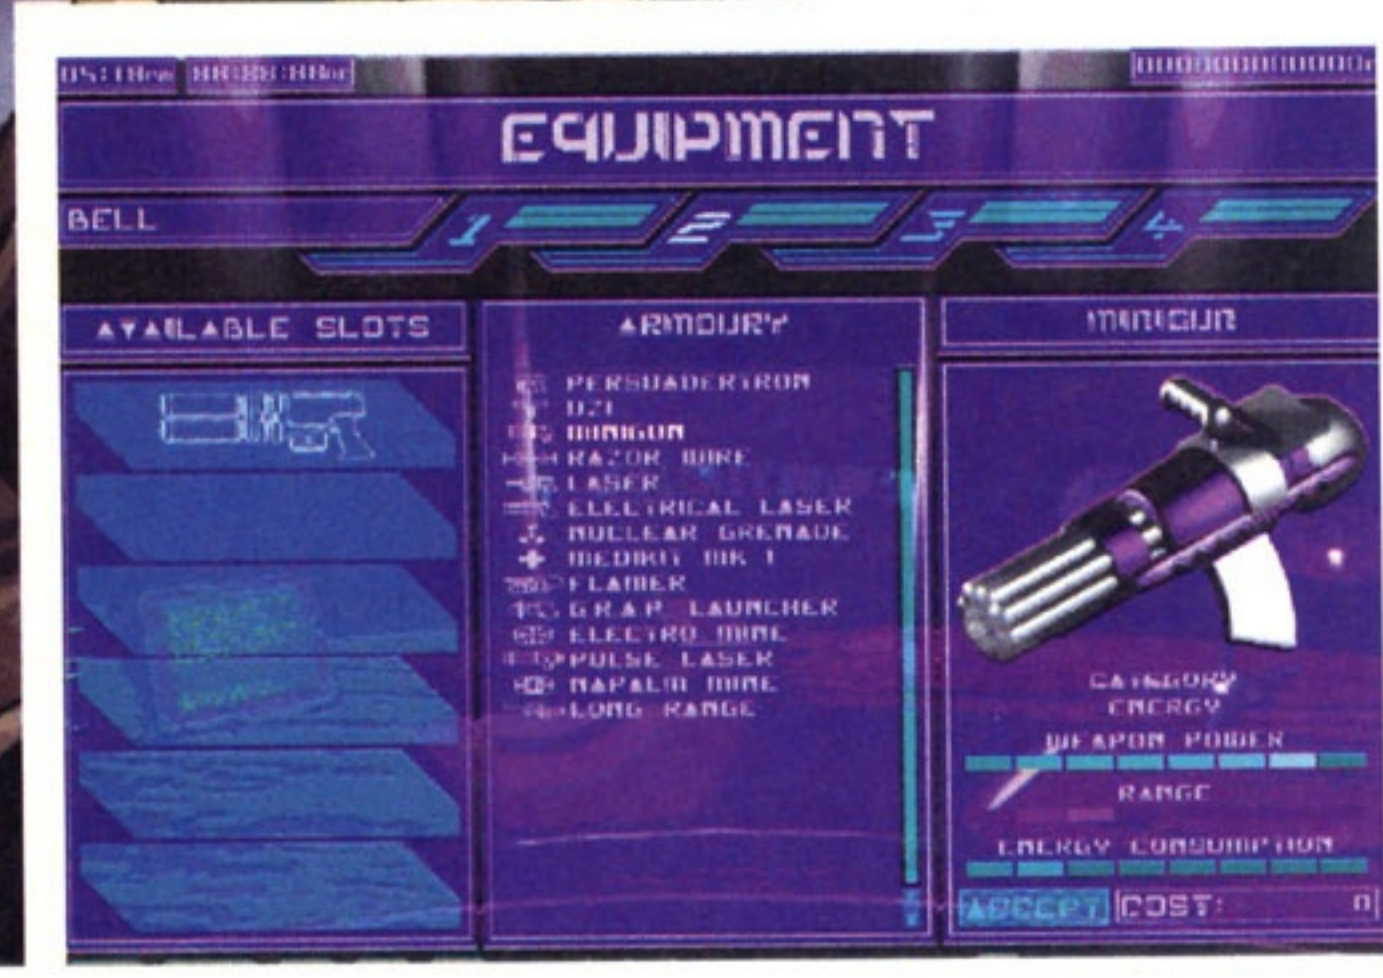 EQUIPMENT
BELL
1 2 3 4
AVAILABLE SLOTS
ARMOURY
MINIGUN
PERSUADERTRON
UZI
MINIGUN
RAZOR WIRE
LASER
ELECTRICAL LASER
NUCLEAR GRENADE
MEDIKIT MK 1
FLAMER
G.R.A.P. LAUNCHER
ELECTRO MINE
PULSE LASER
NAPALM MINE
LONG RANGE
CATEGORY
ENERGY
WEAPON POWER
RANGE
ENERGY CONSUMPTION
ACCEPT
COST: 0